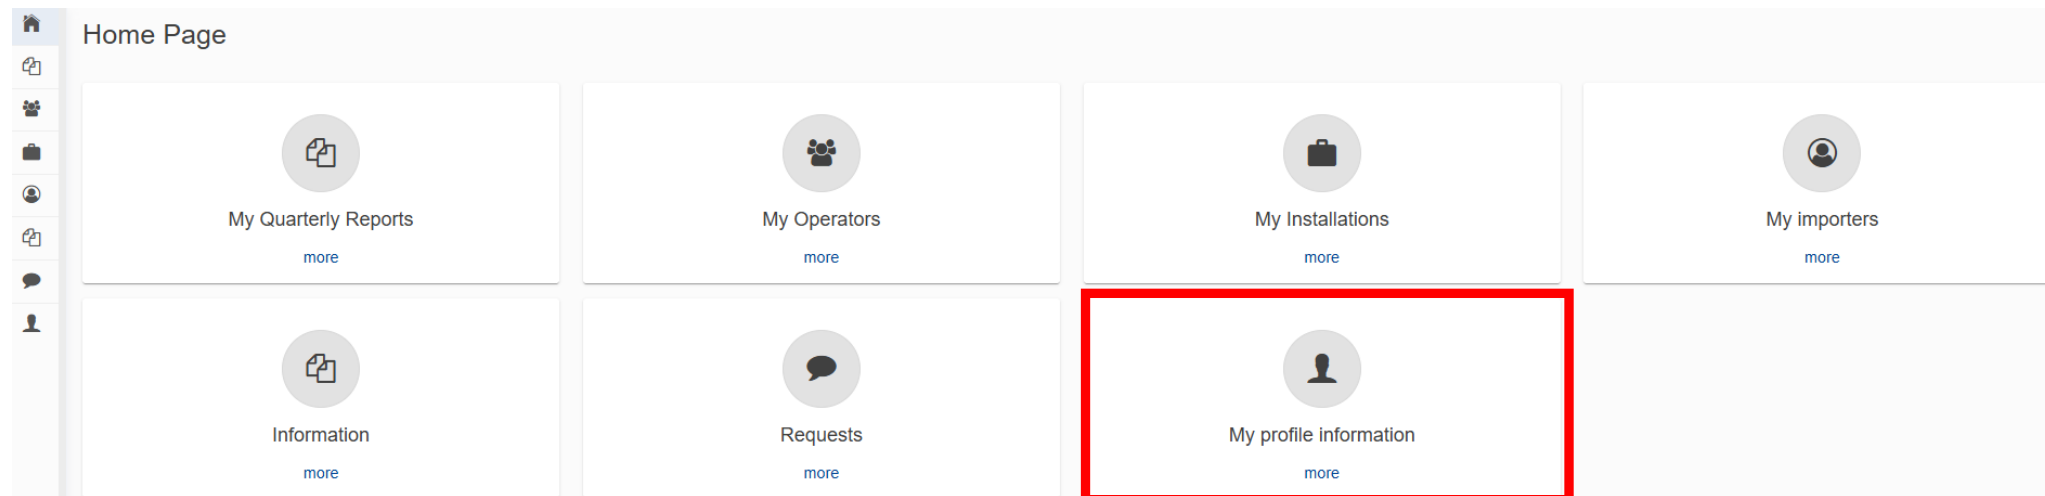 Home Page
My Quarterly Reports
more
My Operators
more
My Installations
more
My importers
more
Information
more
Requests
more
My profile information
more